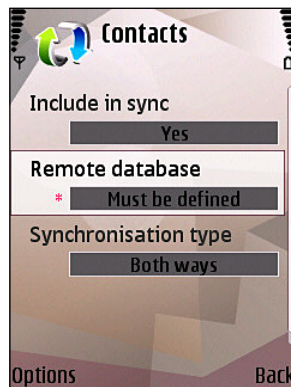 Contacts
Include in sync
Yes
Remote database
* Must be defined
Synchronisation type
Both ways
Options Back